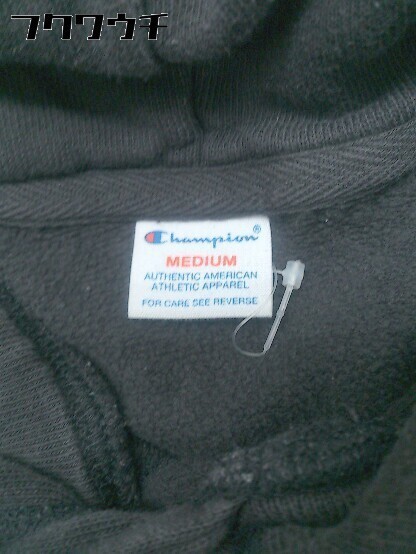 フクワウチ
Champion®
MEDIUM
AUTHENTIC AMERICAN
ATHLETIC APPAREL
FOR CARE SEE REVERSE